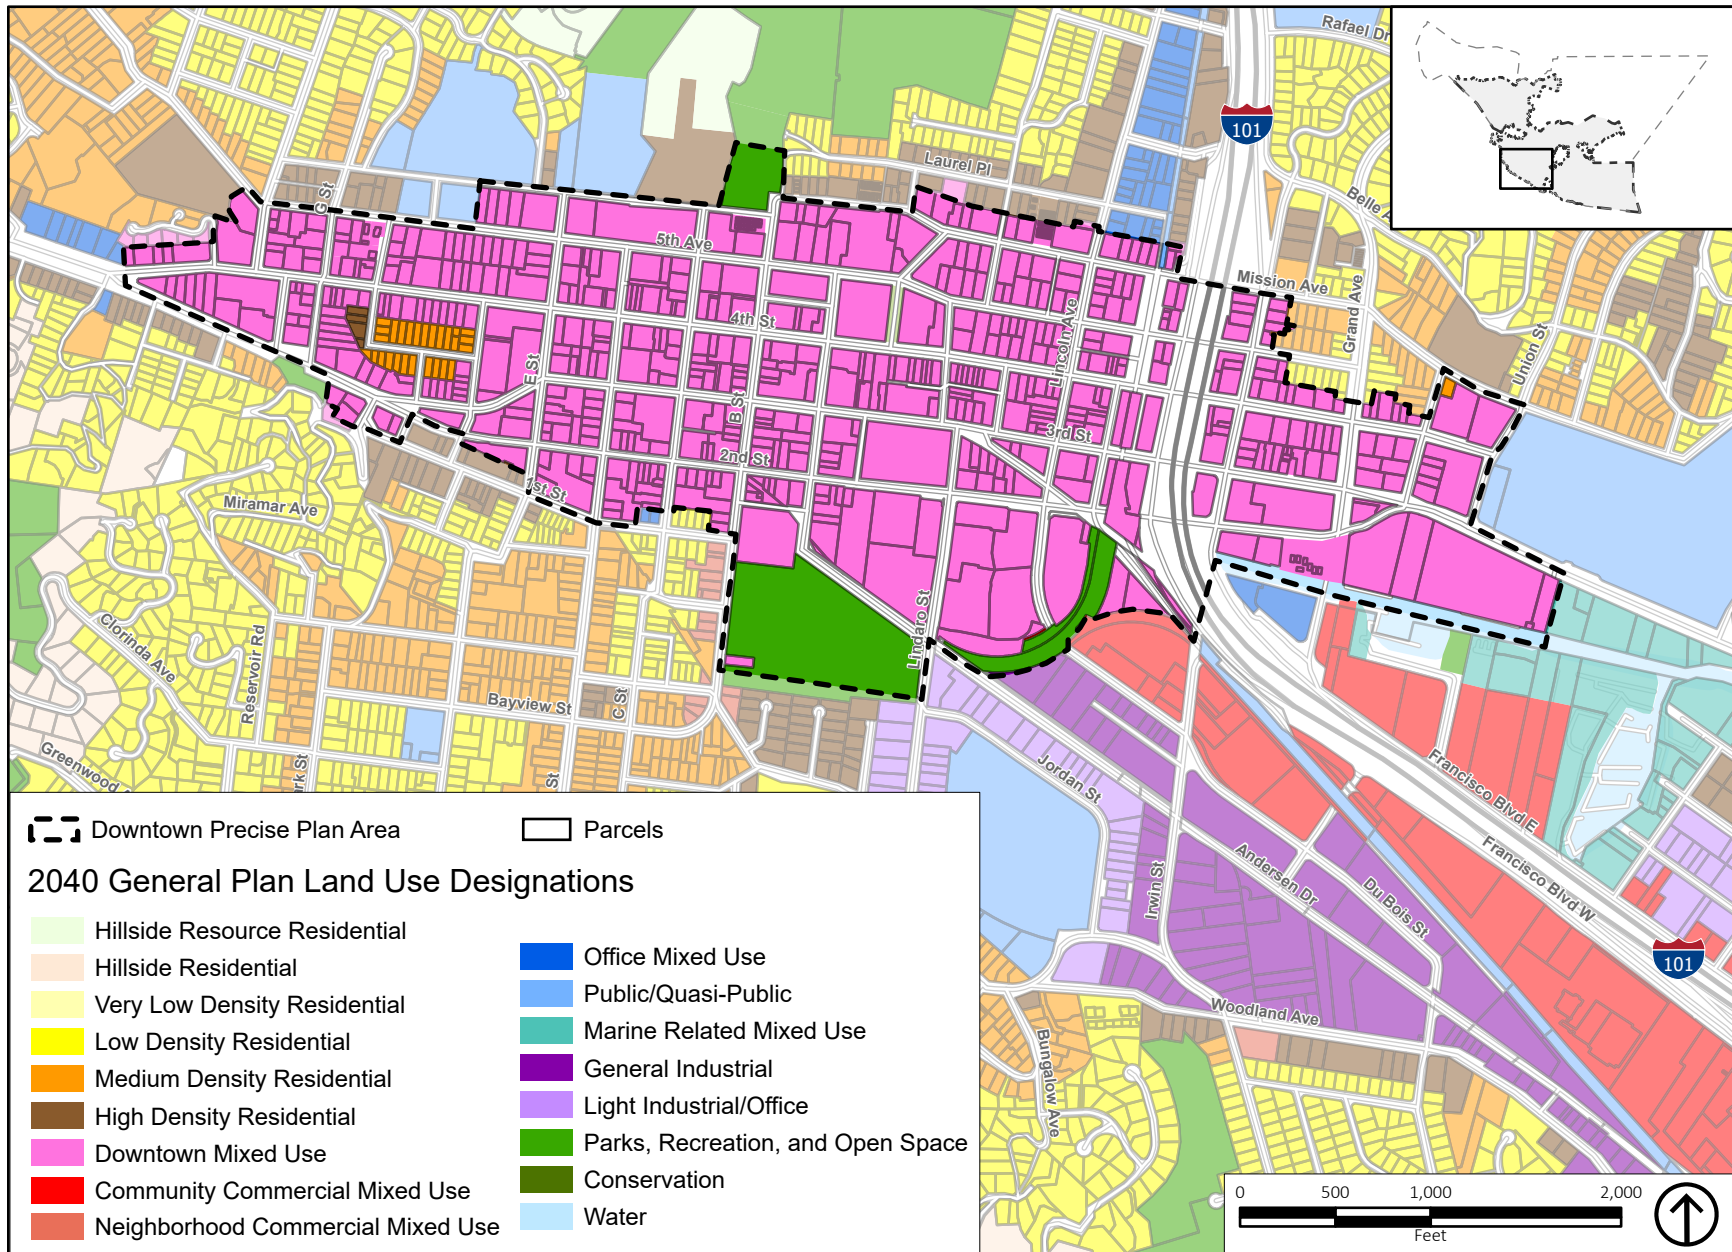 Rafael Dr
101
Laurel Pl
G St
Belle A
5th Ave
Mission Ave
Grand Ave
4th St
Lincoln Ave
Union St
E St
B St
3rd St
2nd St
1st St
Miramar Ave
Lindaro St
Clorinda Ave
Reservoir Rd
Bayview St
C St
Greenwood
ark St
St
Jordan St
Francisco Blvd E
Francisco Blvd W
Irwin St
Andersen Dr
Du Bois St
101
Woodland Ave
Bungalow Ave
Downtown Precise Plan Area
Parcels
2040 General Plan Land Use Designations
Hillside Resource Residential
Hillside Residential
Very Low Density Residential
Low Density Residential
Medium Density Residential
High Density Residential
Downtown Mixed Use
Community Commercial Mixed Use
Neighborhood Commercial Mixed Use
Office Mixed Use
Public/Quasi-Public
Marine Related Mixed Use
General Industrial
Light Industrial/Office
Parks, Recreation, and Open Space
Conservation
Water
0 500 1,000 2,000
Feet